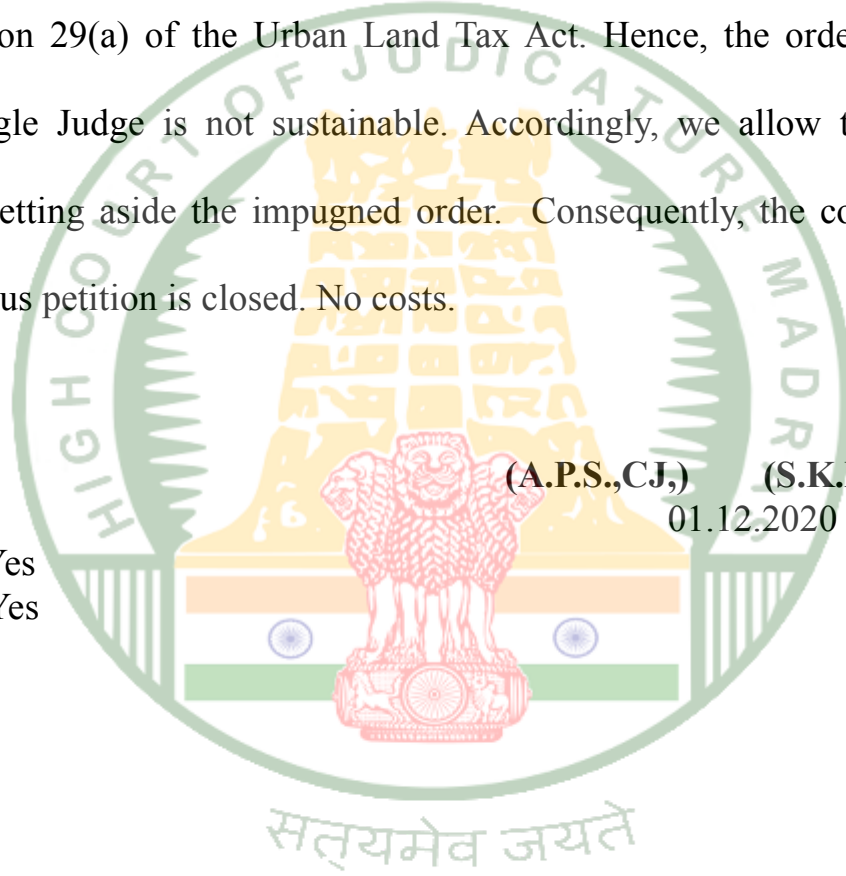 on 29(a) of the Urban Land Tax Act. Hence, the orde
gle Judge is not sustainable. Accordingly, we allow t
etting aside the impugned order. Consequently, the co
us petition is closed. No costs.
(A.P.S.,CJ,) (S.K.
01.12.2020
Yes
Yes
HIGH COURT OF JUDICATURE MADRAS
सत्यमेव जयते